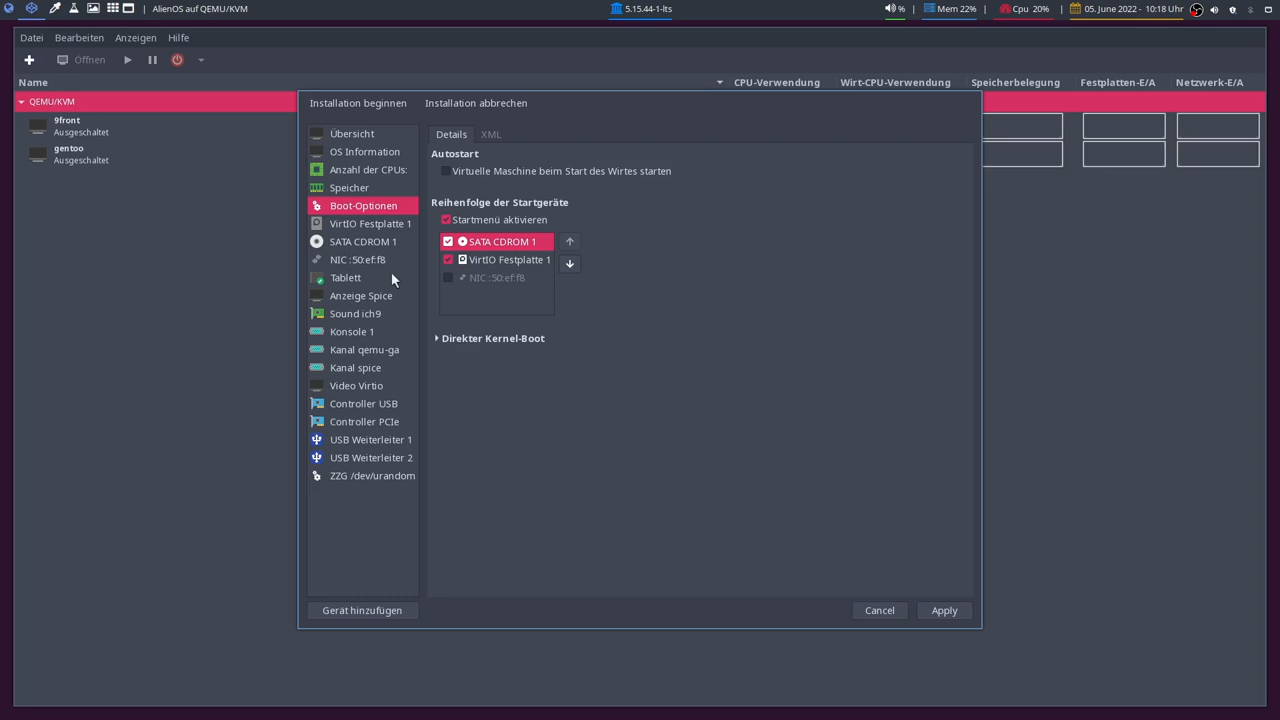 AlienOS auf QEMU/KVM
5.15.44-1-lts
%
Mem 22%
Cpu 20%
05. June 2022 - 10:18 Uhr
Datei Bearbeiten Anzeigen Hilfe
Öffnen
Name CPU-Verwendung Wirt-CPU-Verwendung Speicherbelegung Festplatten-E/A Netzwerk-E/A
QEMU/KVM
9front
Ausgeschaltet
gentoo
Ausgeschaltet
Installation beginnen Installation abbrechen
Übersicht
OS Information
Anzahl der CPUs:
Speicher
Boot-Optionen
VirtIO Festplatte 1
SATA CDROM 1
NIC :50:ef:f8
Tablett
Anzeige Spice
Sound ich9
Konsole 1
Kanal qemu-ga
Kanal spice
Video Virtio
Controller USB
Controller PCIe
USB Weiterleiter 1
USB Weiterleiter 2
ZZG /dev/urandom
Gerät hinzufügen
Details XML
Autostart
Virtuelle Maschine beim Start des Wirtes starten
Reihenfolge der Startgeräte
Startmenü aktivieren
SATA CDROM 1
VirtIO Festplatte 1
NIC :50:ef:f8
Direkter Kernel-Boot
Cancel Apply